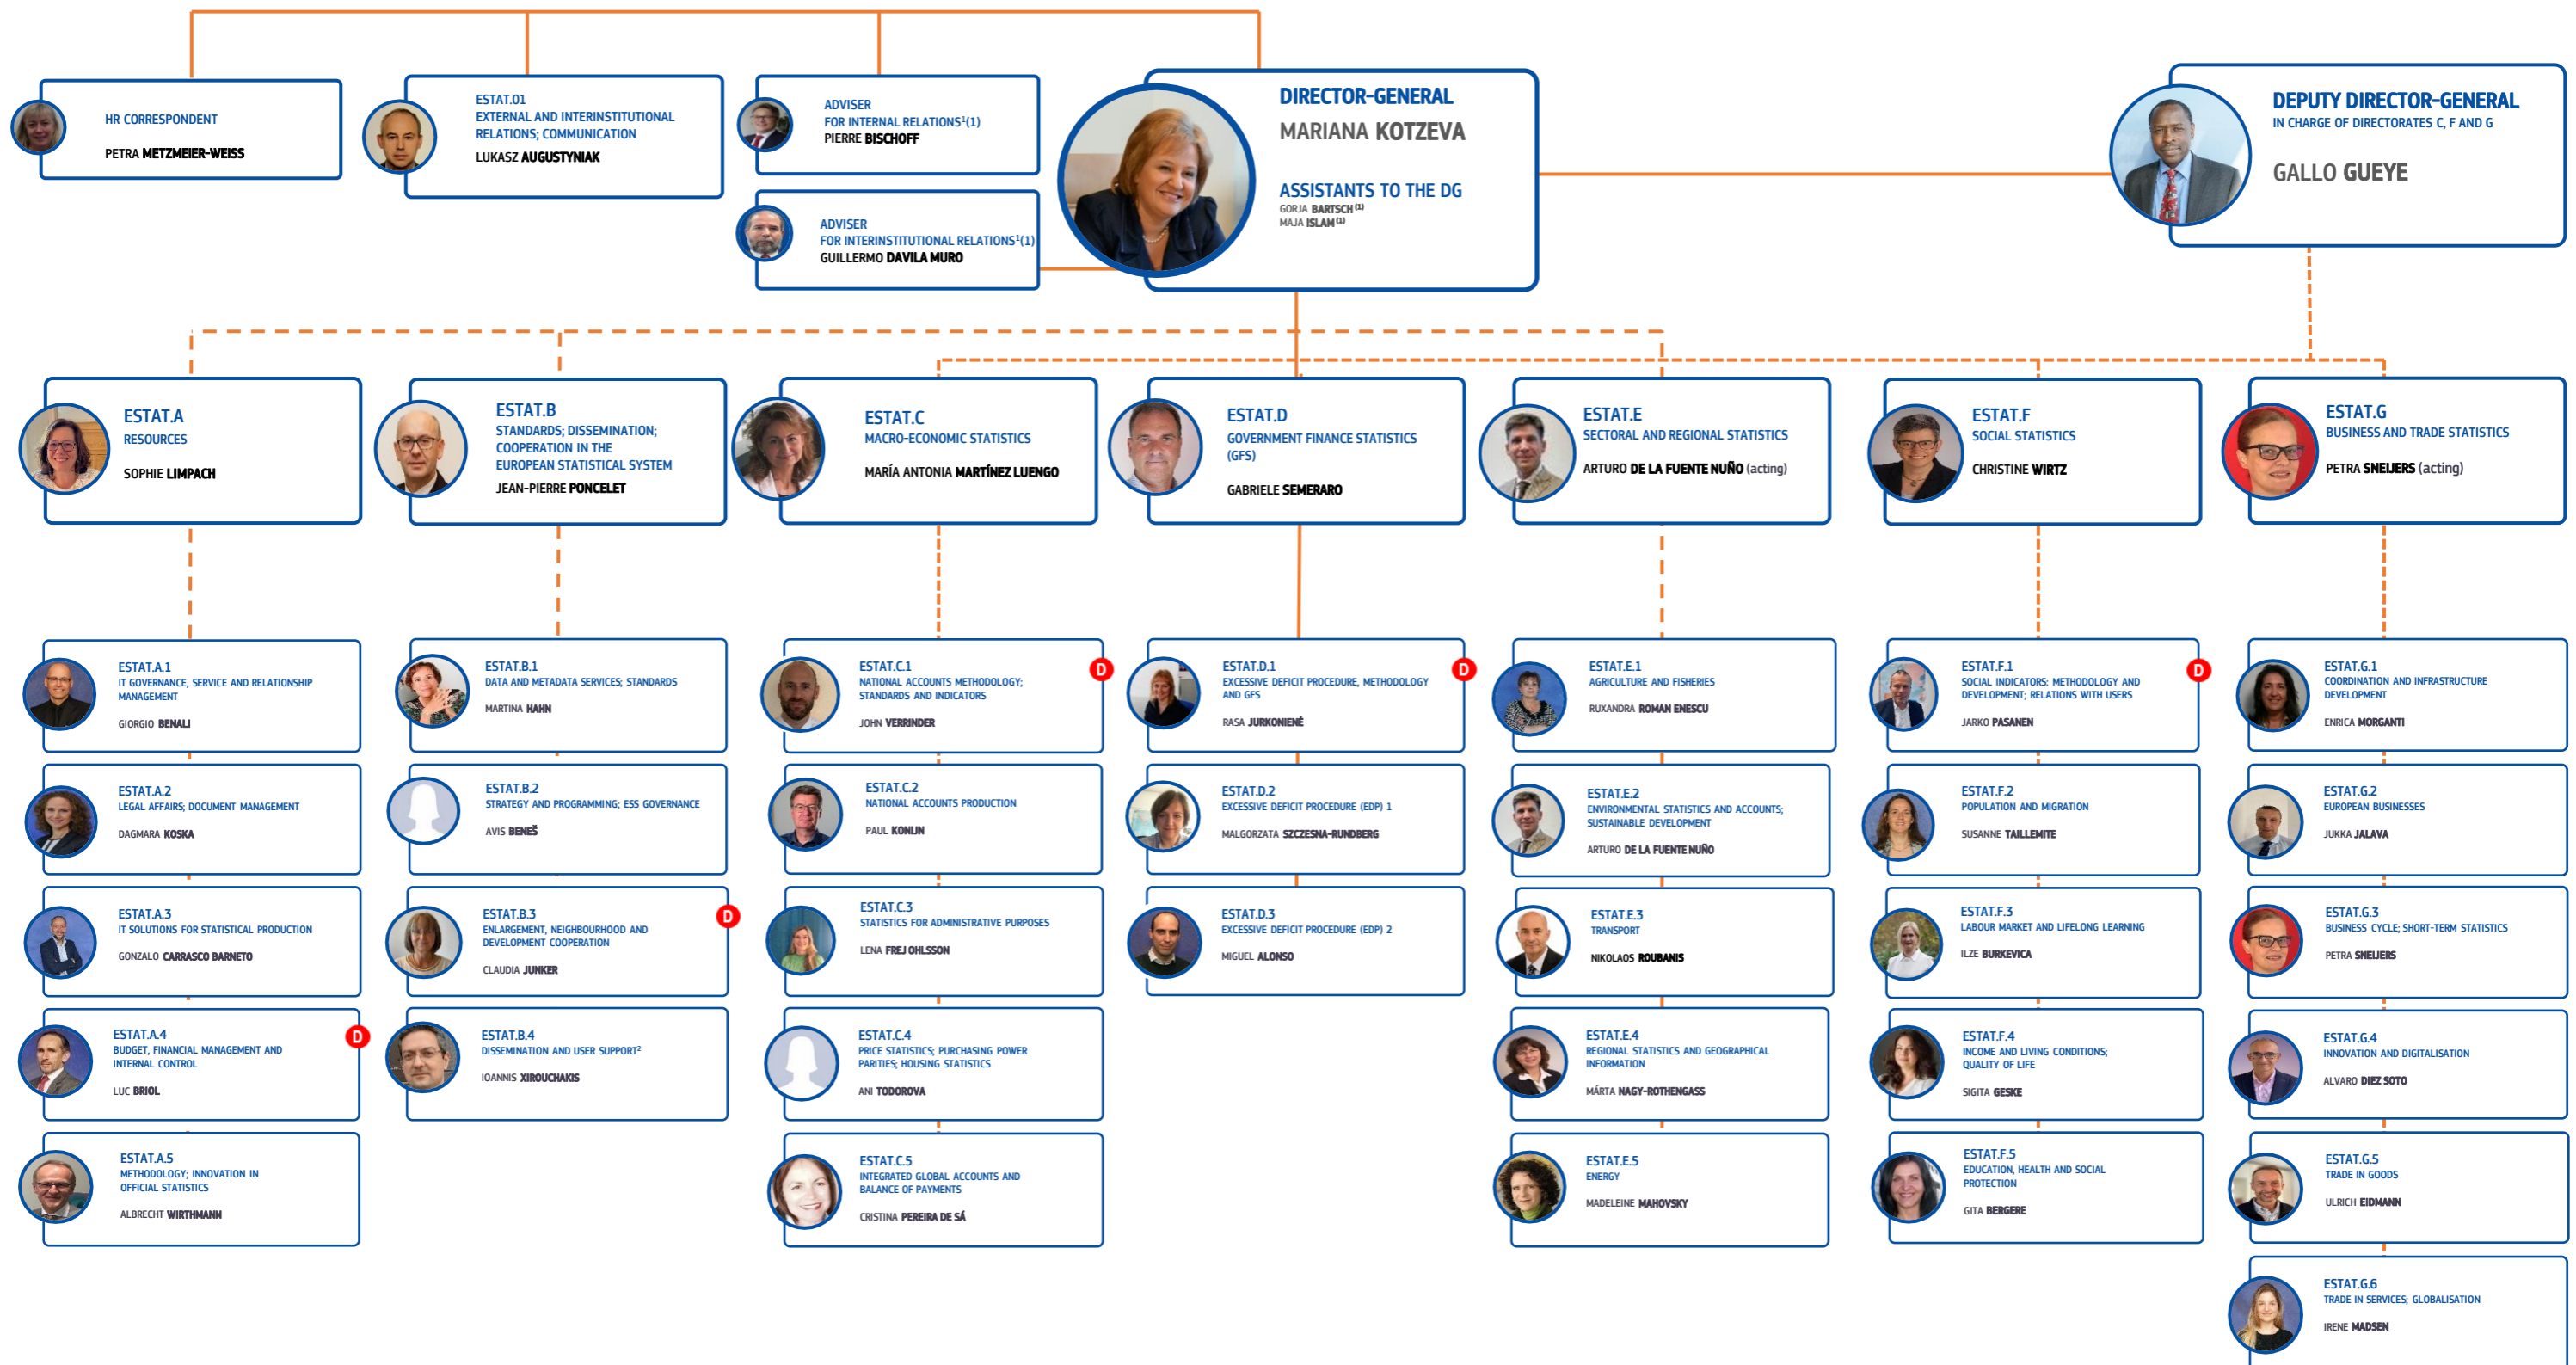 HR CORRESPONDENT
PETRA METZMEIER-WEISS
ESTAT.01
EXTERNAL AND INTERINSTITUTIONAL
RELATIONS; COMMUNICATION
LUKASZ AUGUSTYNIAK
ADVISER
FOR INTERNAL RELATIONS¹(1)
PIERRE BISCHOFF
ADVISER
FOR INTERINSTITUTIONAL RELATIONS¹(1)
GUILLERMO DAVILA MURO
DIRECTOR-GENERAL
MARIANA KOTZEVA
ASSISTANTS TO THE DG
GORJA BARTSCH (1)
MAJA ISLAM (1)
DEPUTY DIRECTOR-GENERAL
IN CHARGE OF DIRECTORATES C, F AND G
GALLO GUEYE
ESTAT.A
RESOURCES
SOPHIE LIMPACH
ESTAT.B
STANDARDS; DISSEMINATION;
COOPERATION IN THE
EUROPEAN STATISTICAL SYSTEM
JEAN-PIERRE PONCELET
ESTAT.C
MACRO-ECONOMIC STATISTICS
MARÍA ANTONIA MARTÍNEZ LUENGO
ESTAT.D
GOVERNMENT FINANCE STATISTICS
(GFS)
GABRIELE SEMERARO
ESTAT.E
SECTORAL AND REGIONAL STATISTICS
ARTURO DE LA FUENTE NUÑO (acting)
ESTAT.F
SOCIAL STATISTICS
CHRISTINE WIRTZ
ESTAT.G
BUSINESS AND TRADE STATISTICS
PETRA SNEIJERS (acting)
ESTAT.A.1
IT GOVERNANCE, SERVICE AND RELATIONSHIP
MANAGEMENT
GIORGIO BENALI
ESTAT.A.2
LEGAL AFFAIRS; DOCUMENT MANAGEMENT
DAGMARA KOSKA
ESTAT.A.3
IT SOLUTIONS FOR STATISTICAL PRODUCTION
GONZALO CARRASCO BARNETO
ESTAT.A.4
D
BUDGET, FINANCIAL MANAGEMENT AND
INTERNAL CONTROL
LUC BRIOL
ESTAT.A.5
METHODOLOGY; INNOVATION IN
OFFICIAL STATISTICS
ALBRECHT WIRTHMANN
ESTAT.B.1
DATA AND METADATA SERVICES; STANDARDS
MARTINA HAHN
ESTAT.B.2
STRATEGY AND PROGRAMMING; ESS GOVERNANCE
AVIS BENEŠ
ESTAT.B.3
D
ENLARGEMENT, NEIGHBOURHOOD AND
DEVELOPMENT COOPERATION
CLAUDIA JUNKER
ESTAT.B.4
DISSEMINATION AND USER SUPPORT²
IOANNIS XIROUCHAKIS
ESTAT.C.1
D
NATIONAL ACCOUNTS METHODOLOGY;
STANDARDS AND INDICATORS
JOHN VERRINDER
ESTAT.C.2
NATIONAL ACCOUNTS PRODUCTION
PAUL KONIJN
ESTAT.C.3
STATISTICS FOR ADMINISTRATIVE PURPOSES
LENA FREJ OHLSSON
ESTAT.C.4
PRICE STATISTICS; PURCHASING POWER
PARITIES; HOUSING STATISTICS
ANI TODOROVA
ESTAT.C.5
INTEGRATED GLOBAL ACCOUNTS AND
BALANCE OF PAYMENTS
CRISTINA PEREIRA DE SÁ
ESTAT.D.1
D
EXCESSIVE DEFICIT PROCEDURE, METHODOLOGY
AND GFS
RASA JURKONIENĖ
ESTAT.D.2
EXCESSIVE DEFICIT PROCEDURE (EDP) 1
MALGORZATA SZCZESNA-RUNDBERG
ESTAT.D.3
EXCESSIVE DEFICIT PROCEDURE (EDP) 2
MIGUEL ALONSO
ESTAT.E.1
AGRICULTURE AND FISHERIES
RUXANDRA ROMAN ENESCU
ESTAT.E.2
ENVIRONMENTAL STATISTICS AND ACCOUNTS;
SUSTAINABLE DEVELOPMENT
ARTURO DE LA FUENTE NUÑO
ESTAT.E.3
TRANSPORT
NIKOLAOS ROUBANIS
ESTAT.E.4
REGIONAL STATISTICS AND GEOGRAPHICAL
INFORMATION
MÁRTA NAGY-ROTHENGASS
ESTAT.E.5
ENERGY
MADELEINE MAHOVSKY
ESTAT.F.1
D
SOCIAL INDICATORS: METHODOLOGY AND
DEVELOPMENT; RELATIONS WITH USERS
JARKO PASANEN
ESTAT.F.2
POPULATION AND MIGRATION
SUSANNE TAILLEMITE
ESTAT.F.3
LABOUR MARKET AND LIFELONG LEARNING
ILZE BURKEVICA
ESTAT.F.4
INCOME AND LIVING CONDITIONS;
QUALITY OF LIFE
SIGITA GESKE
ESTAT.F.5
EDUCATION, HEALTH AND SOCIAL
PROTECTION
GITA BERGERE
ESTAT.G.1
COORDINATION AND INFRASTRUCTURE
DEVELOPMENT
ENRICA MORGANTI
ESTAT.G.2
EUROPEAN BUSINESSES
JUKKA JALAVA
ESTAT.G.3
BUSINESS CYCLE; SHORT-TERM STATISTICS
PETRA SNEIJERS
ESTAT.G.4
INNOVATION AND DIGITALISATION
ALVARO DIEZ SOTO
ESTAT.G.5
TRADE IN GOODS
ULRICH EIDMANN
ESTAT.G.6
TRADE IN SERVICES; GLOBALISATION
IRENE MADSEN